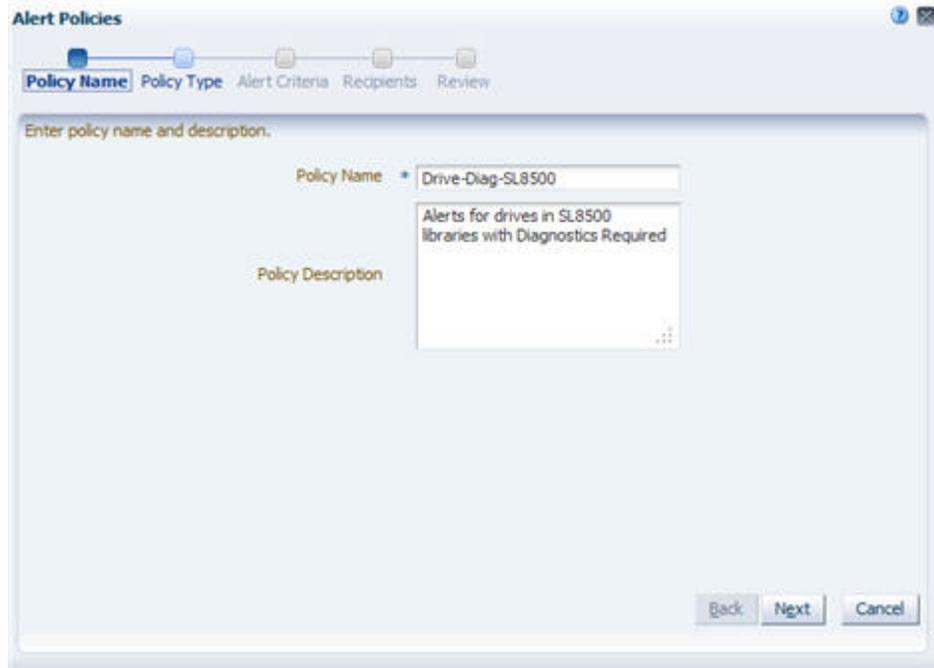 Alert Policies
Policy Name Policy Type Alert Criteria Recipients Review
Enter policy name and description.
Policy Name * Drive-Diag-SL8500
Policy Description
Alerts for drives in SL8500
libraries with Diagnostics Required
Back Next Cancel